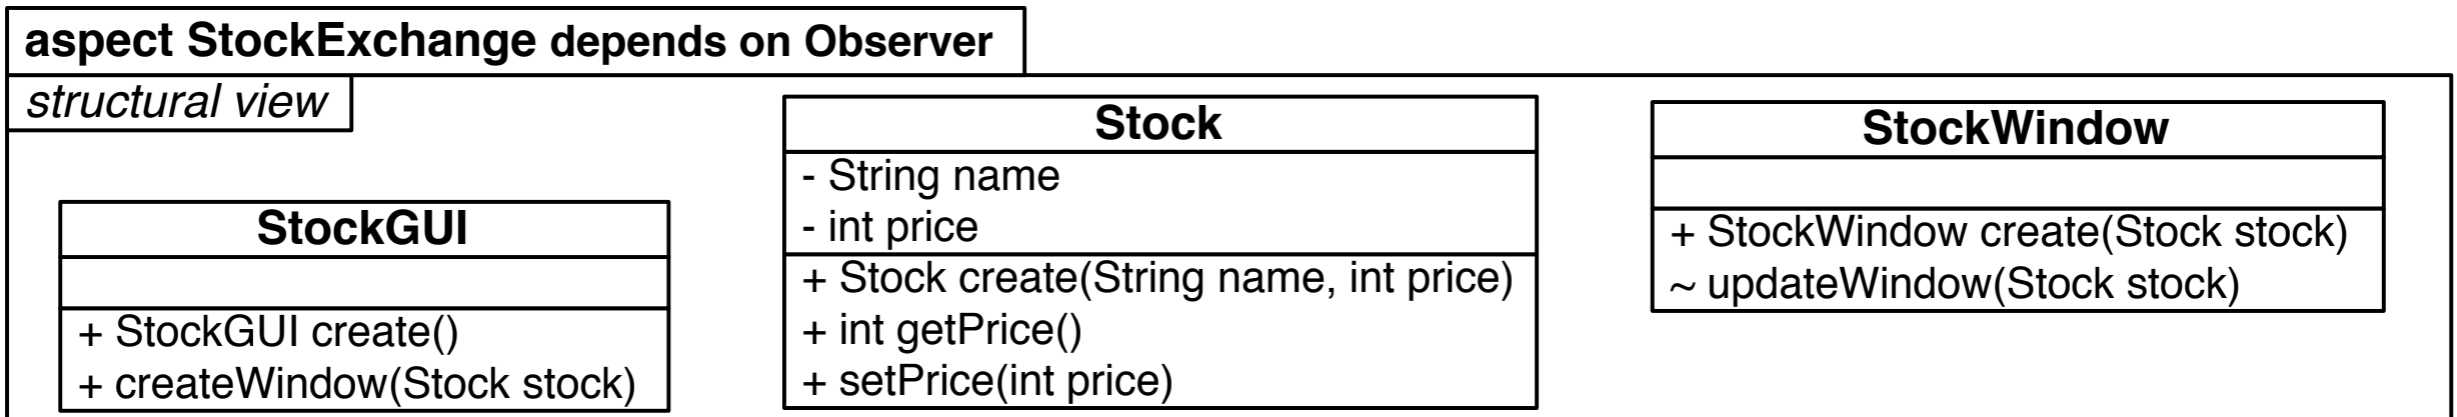 aspect StockExchange depends on Observer
structural view
StockGUI
+ StockGUI create()
+ createWindow(Stock stock)
Stock
- String name
- int price
+ Stock create(String name, int price)
+ int getPrice()
+ setPrice(int price)
StockWindow
+ StockWindow create(Stock stock)
~ updateWindow(Stock stock)